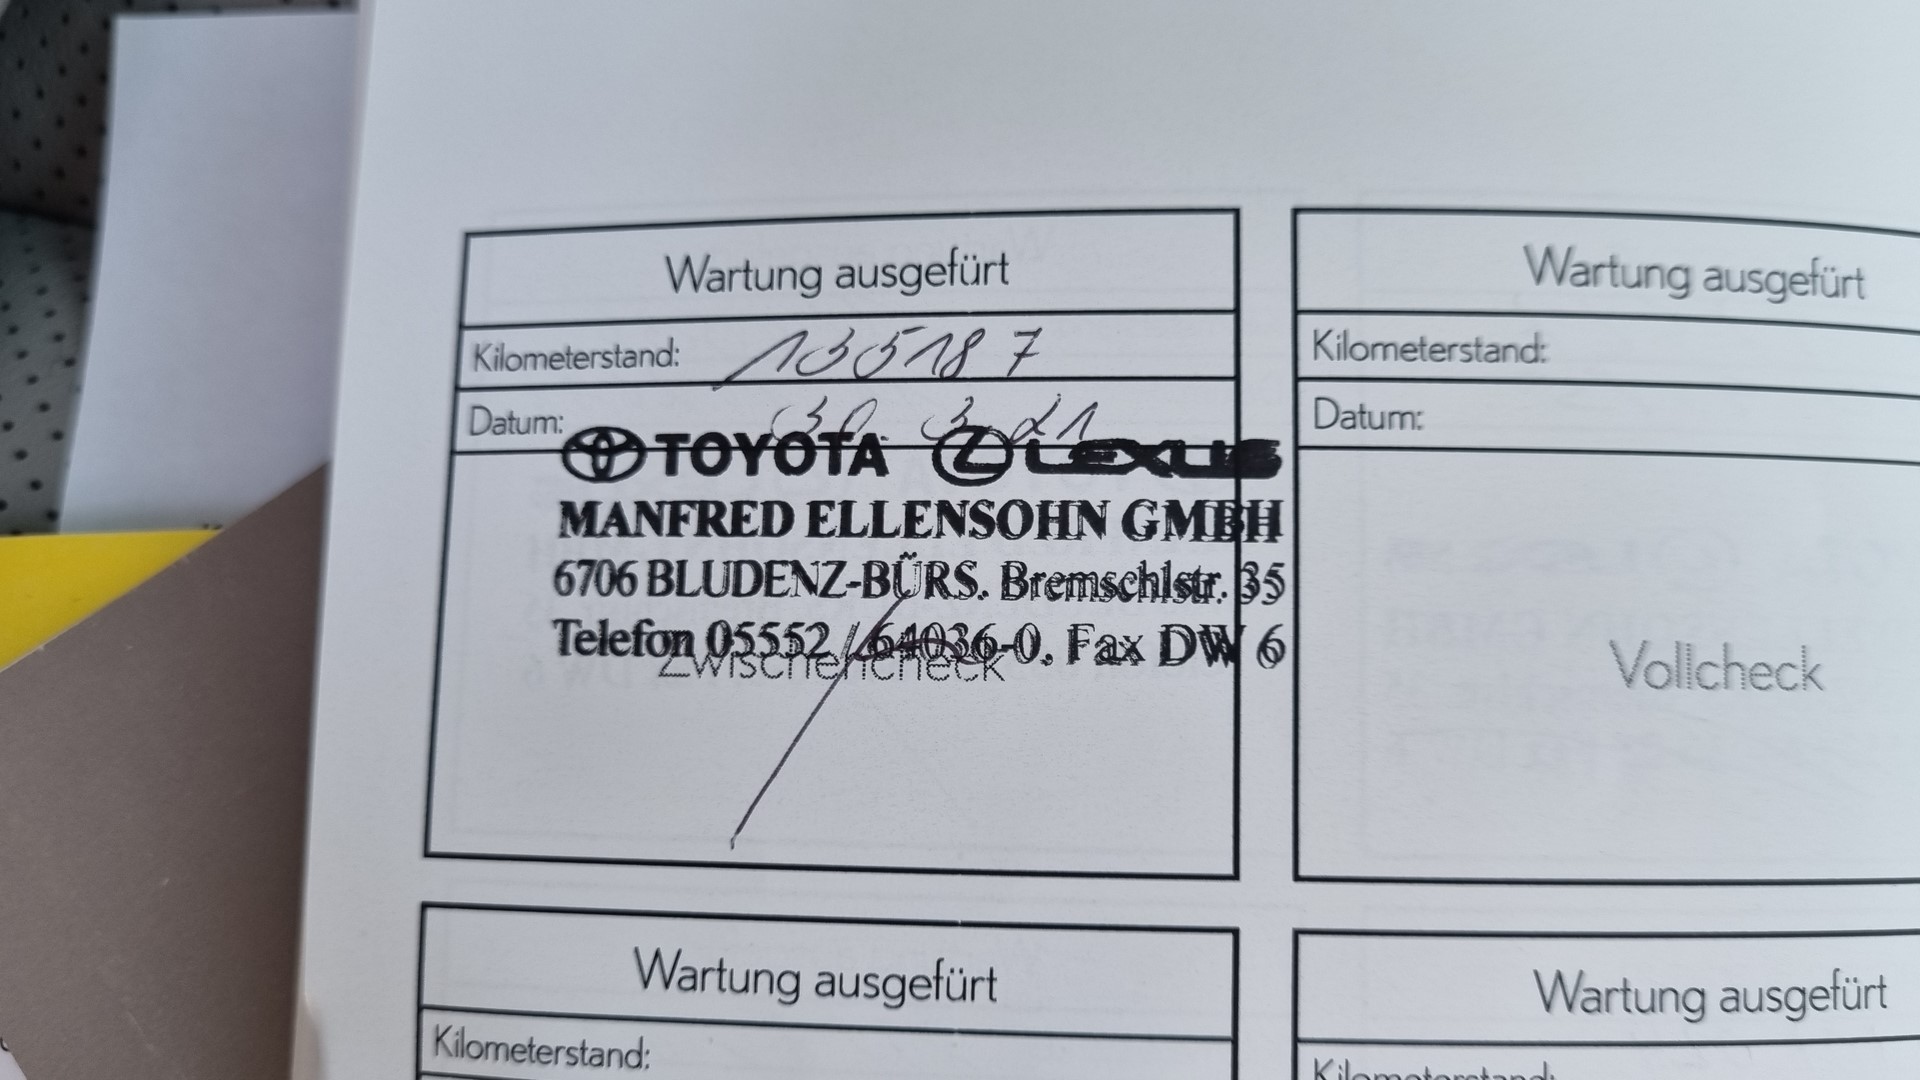 Wartung ausgefürt
Kilometerstand: 135187
Datum: 30. 3. 21
TOYOTA LEXUS
MANFRED ELLENSOHN GMBH
6706 BLUDENZ-BÜRS. Bremschlstr. 35
Telefon 05552 / 64036-0. Fax DW 6
Zwischencheck
Wartung ausgefürt
Kilometerstand:
Datum:
Vollcheck
Wartung ausgefürt
Kilometerstand:
Wartung ausgefürt
Kilometerstand: